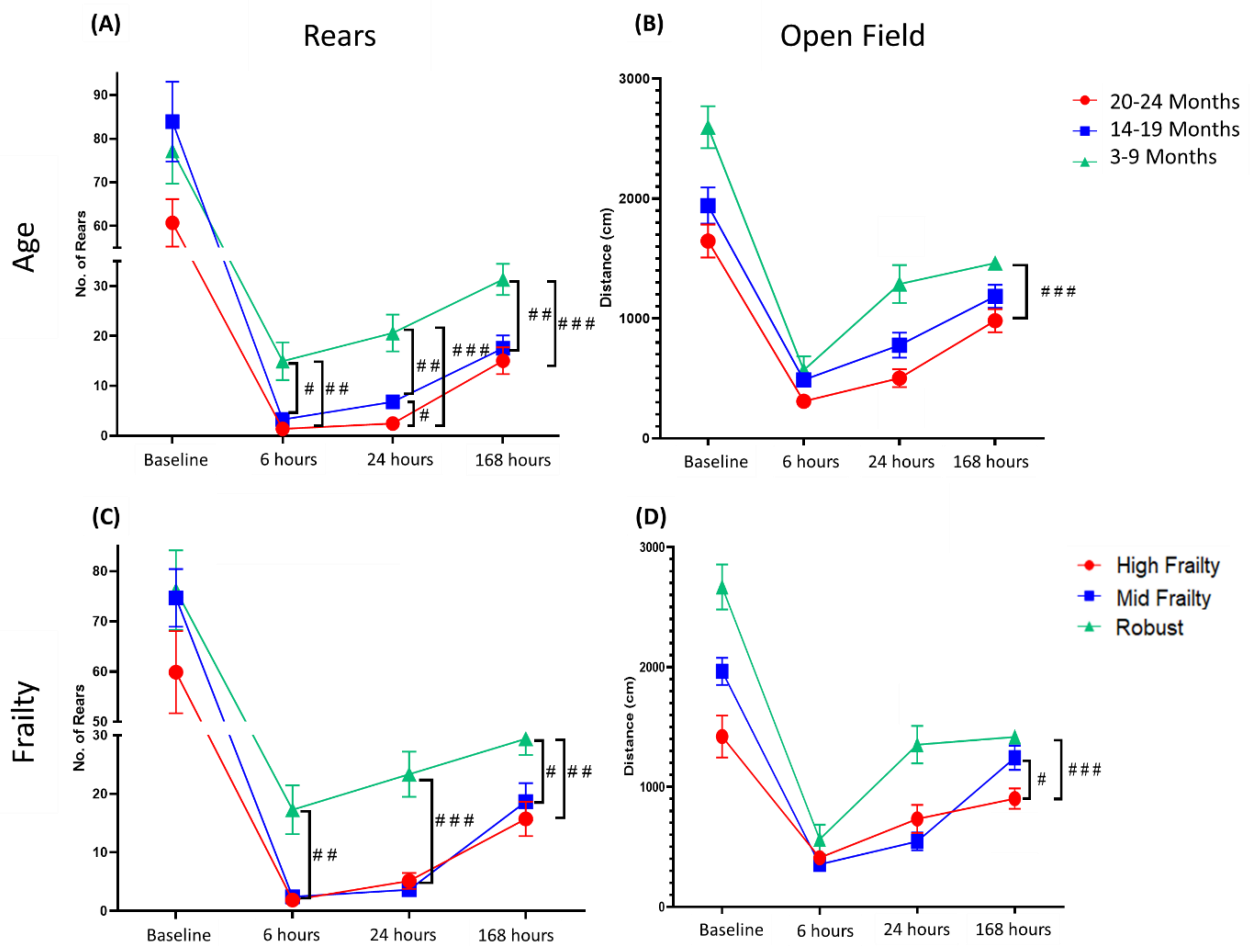 (A)
Rears
(B)
Open Field
Age
No. of Rears
90
80
70
60
30
20
10
0
#
# #
# #
#
# # #
# #
# # #
Baseline
6 hours
24 hours
168 hours
Distance (cm)
3000
2000
1000
0
# # #
Baseline
6 hours
24 hours
168 hours
20-24 Months
14-19 Months
3-9 Months
(C)
(D)
Frailty
No. of Rears
80
70
60
50
30
20
10
0
# #
# # #
#
# #
Baseline
6 hours
24 hours
168 hours
Distance (cm)
3000
2000
1000
0
#
# # #
Baseline
6 hours
24 hours
168 hours
High Frailty
Mid Frailty
Robust